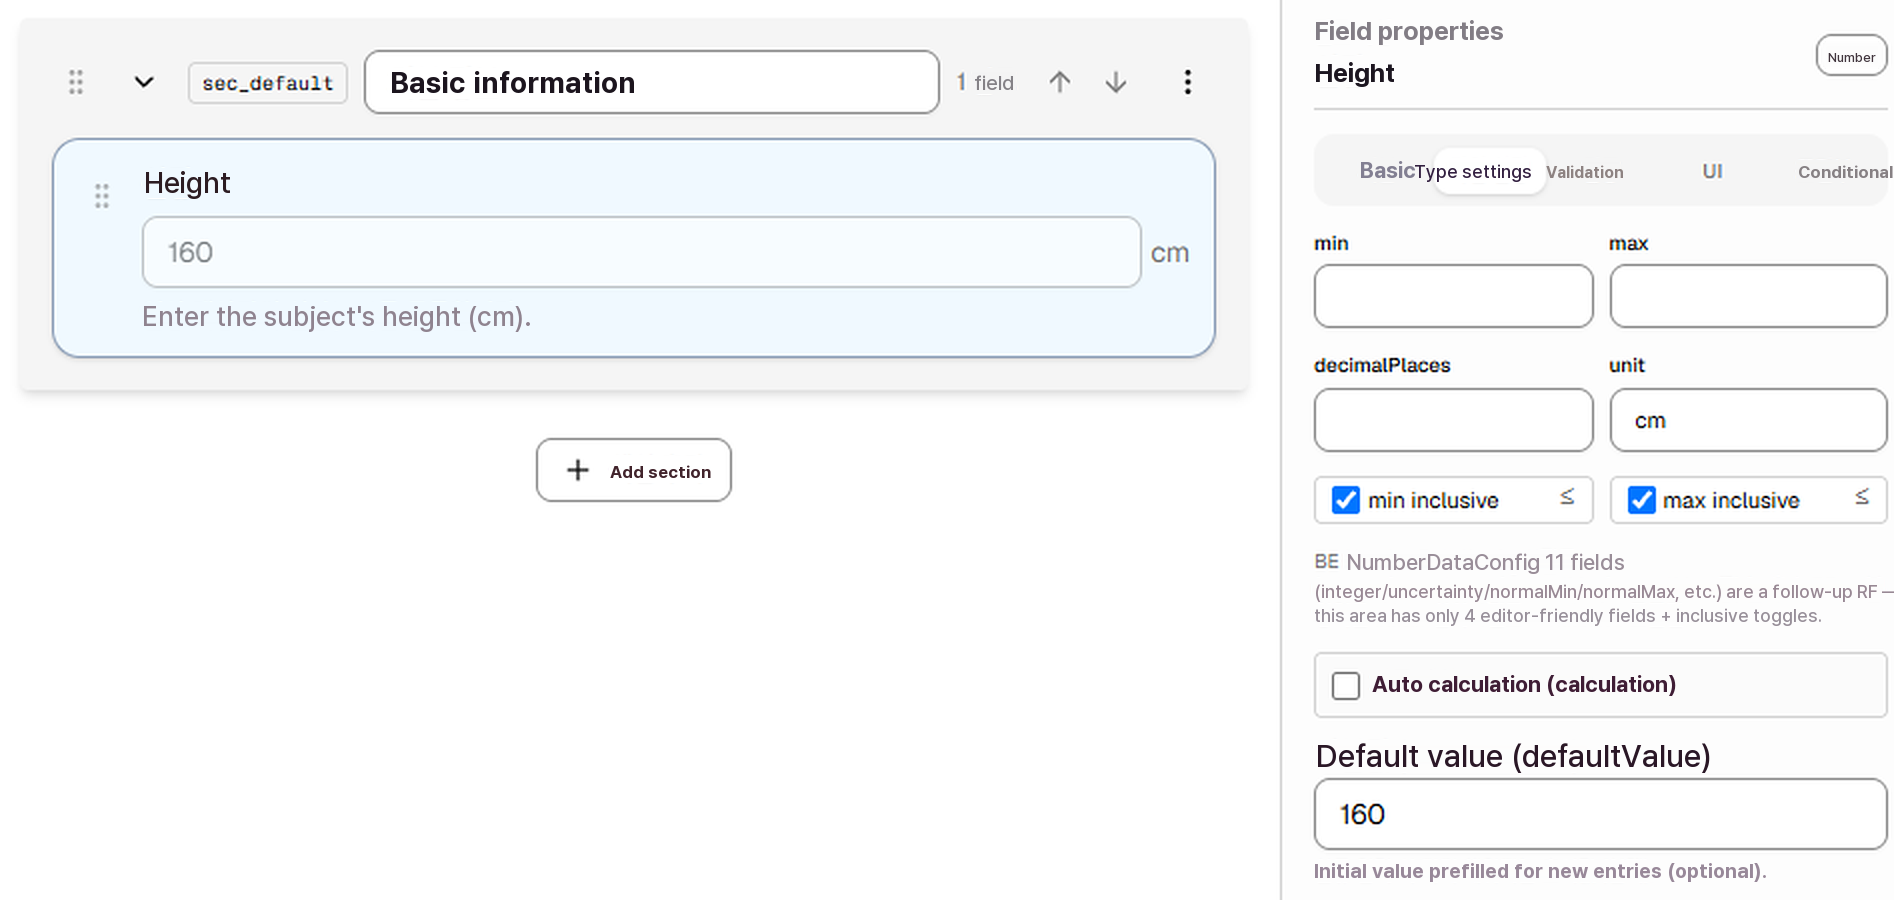 sec_default
Basic information
1 field
Height
160
cm
Enter the subject's height (cm).
Add section
Field properties
Height
Number
Basic
Type settings
Validation
UI
Conditional
min
max
decimalPlaces
unit
cm
min inclusive ≤
max inclusive ≤
BE NumberDataConfig 11 fields
(integer/uncertainty/normalMin/normalMax, etc.) are a follow-up RF —
this area has only 4 editor-friendly fields + inclusive toggles.
Auto calculation (calculation)
Default value (defaultValue)
160
Initial value prefilled for new entries (optional).